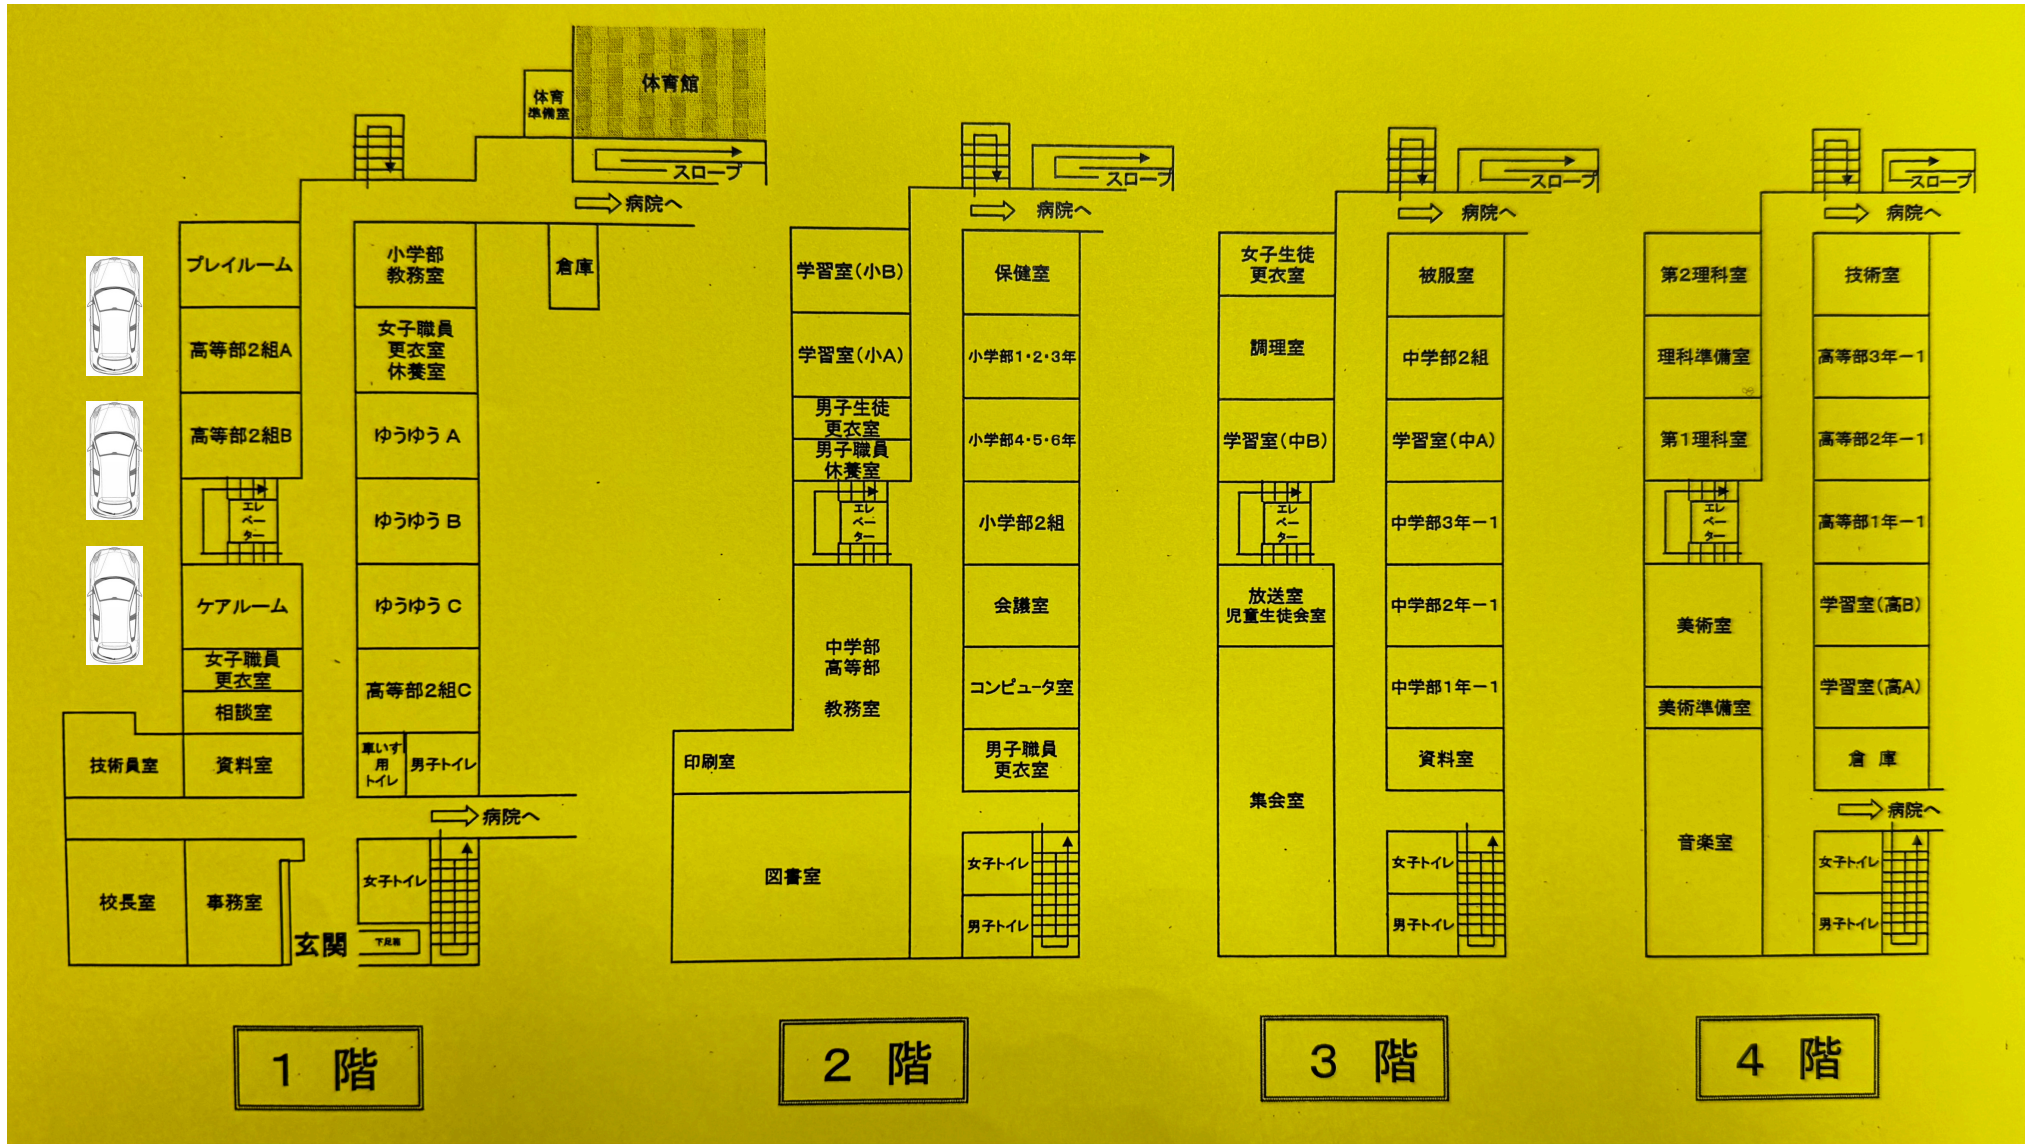 体育館
体育
準備室
スロープ
病院へ
プレイルーム
小学部
教務室
倉庫
高等部2組A
女子職員
更衣室
休養室
高等部2組B
ゆうゆう A
エレ
ベー
ター
ゆうゆう B
ケアルーム
ゆうゆう C
女子職員
更衣室
高等部2組C
相談室
技術員室
資料室
車いす
用
トイレ
男子トイレ
病院へ
校長室
事務室
女子トイレ
玄関
下足箱
1 階
スロープ
病院へ
学習室(小B)
保健室
学習室(小A)
小学部1・2・3年
男子生徒
更衣室
小学部4・5・6年
男子職員
休養室
エレ
ベー
ター
小学部2組
会議室
中学部
高等部
教務室
コンピュータ室
印刷室
男子職員
更衣室
図書室
女子トイレ
男子トイレ
2 階
スロープ
病院へ
女子生徒
更衣室
被服室
調理室
中学部2組
学習室(中B)
学習室(中A)
エレ
ベー
ター
中学部3年-1
放送室
児童生徒会室
中学部2年-1
中学部1年-1
資料室
集会室
女子トイレ
男子トイレ
3 階
スロープ
病院へ
第2理科室
技術室
理科準備室
高等部3年-1
第1理科室
高等部2年-1
エレ
ベー
ター
高等部1年-1
美術室
学習室(高B)
学習室(高A)
美術準備室
倉 庫
病院へ
音楽室
女子トイレ
男子トイレ
4 階